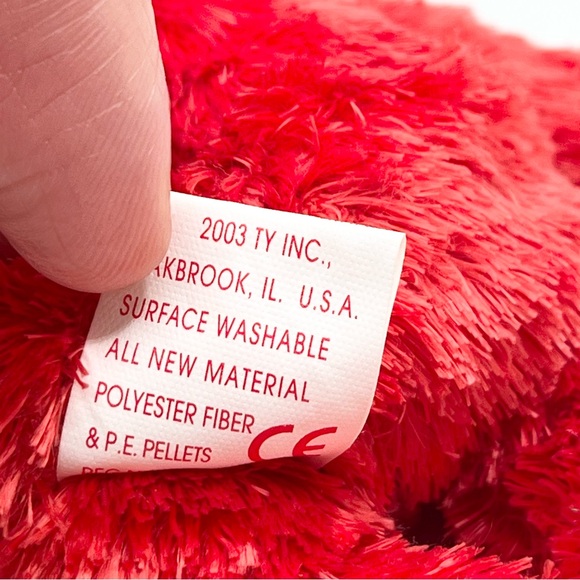 2003 TY INC.,
AKBROOK, IL. U.S.A.
SURFACE WASHABLE
ALL NEW MATERIAL
POLYESTER FIBER
& P.E. PELLETS
CE